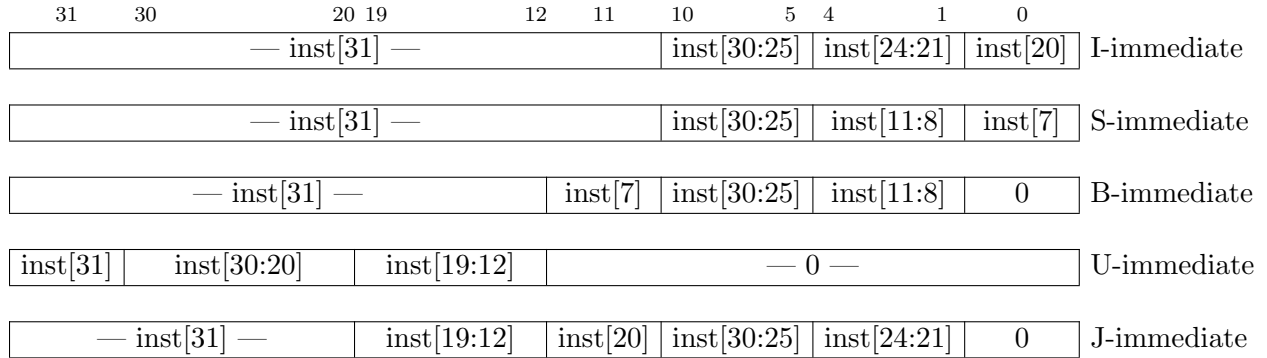 31 30 20 19 12 11 10 5 4 1 0
— inst[31] — inst[30:25] inst[24:21] inst[20] I-immediate
— inst[31] — inst[30:25] inst[11:8] inst[7] S-immediate
— inst[31] — inst[7] inst[30:25] inst[11:8] 0 B-immediate
inst[31] inst[30:20] inst[19:12] — 0 — U-immediate
— inst[31] — inst[19:12] inst[20] inst[30:25] inst[24:21] 0 J-immediate